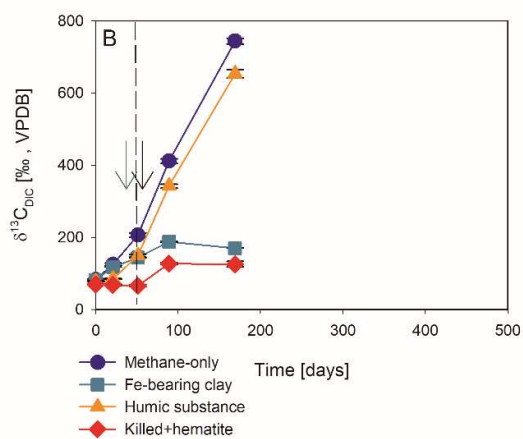 B
800
600
400
200
0
δ¹³C_DIC [‰ , VPDB]
0 100 200 300 400 500
Time [days]
Methane-only
Fe-bearing clay
Humic substance
Killed+hematite